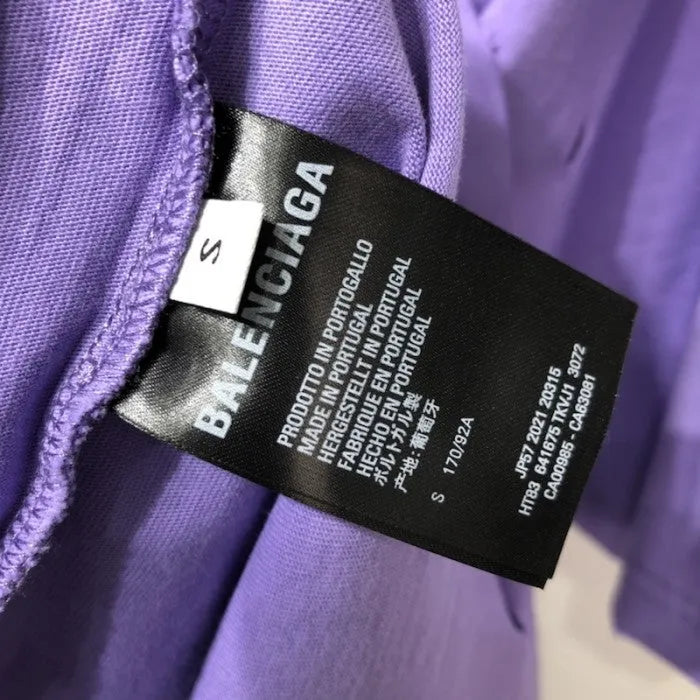 S
BALENCIAGA
PRODOTTO IN PORTOGALLO
MADE IN PORTUGAL
HERGESTELLT IN PORTUGAL
FABRIQUE EN PORTUGAL
HECHO EN PORTUGAL
ポルトガル製
产地: 葡萄牙
S 170/92A
JP57 2021 20315
HT83 641675 TKVJ1 3072
CA00985 - CA63081